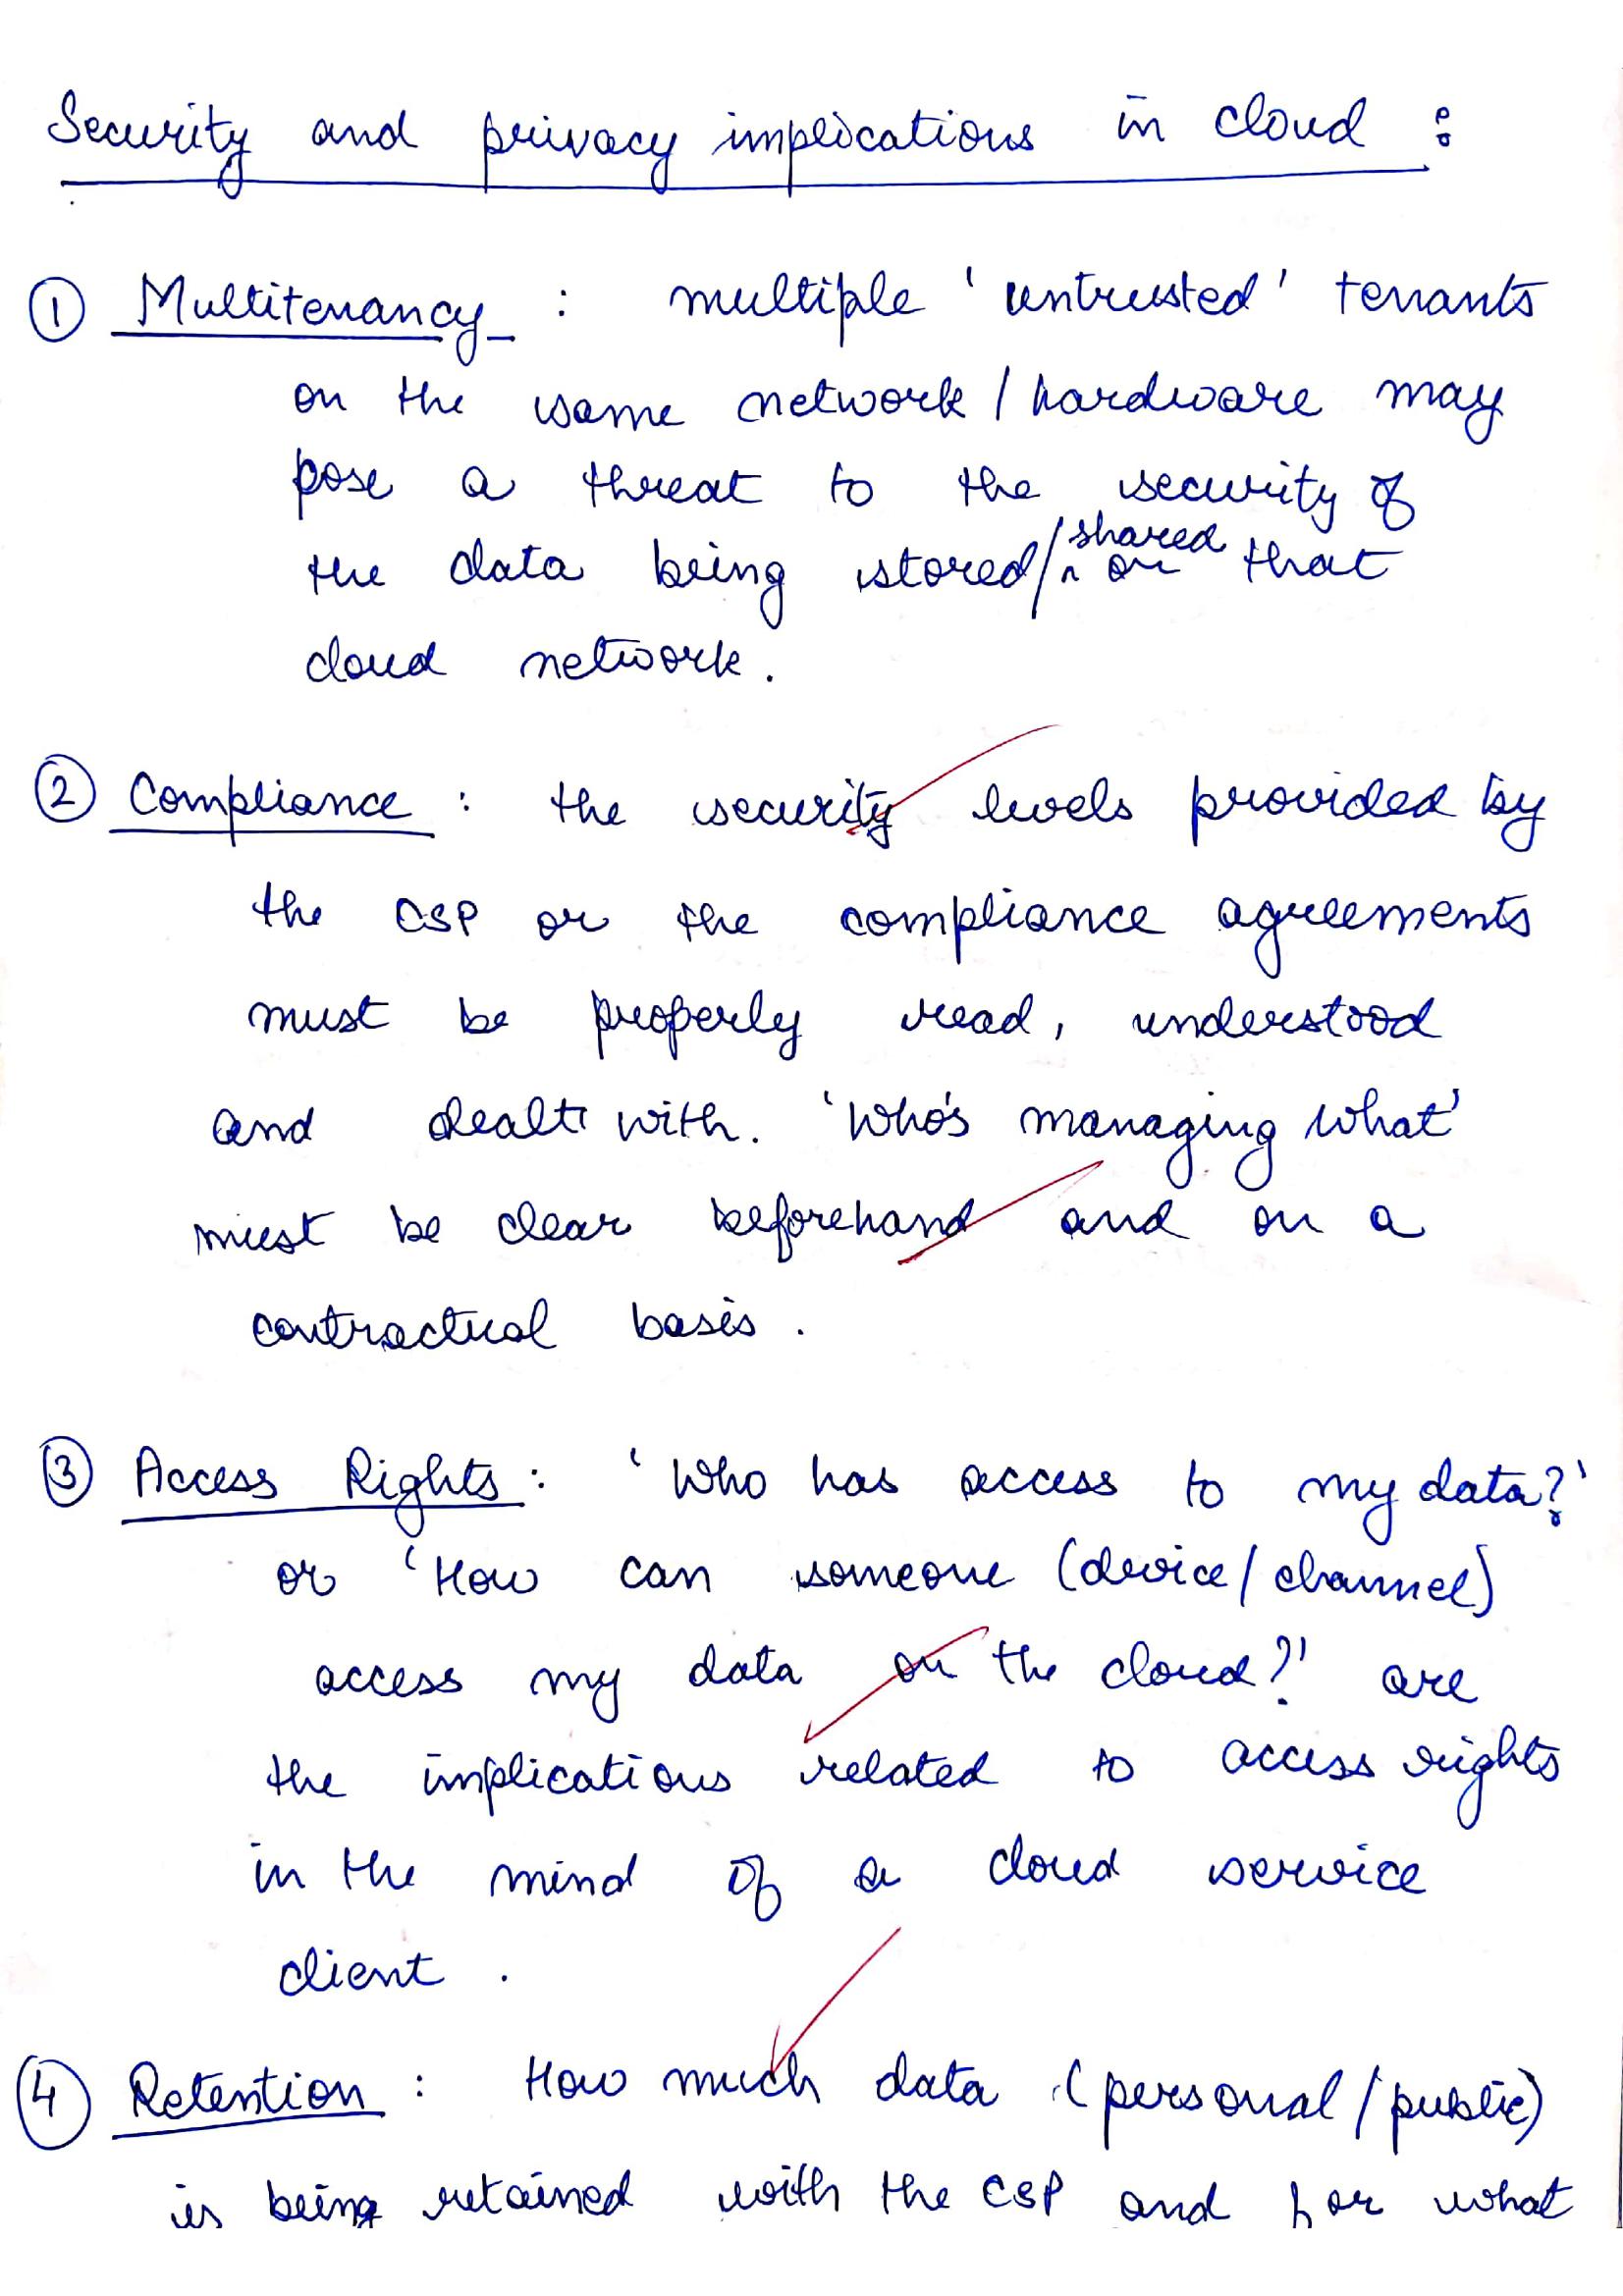 Security and privacy implications in cloud :
① Multitenancy : multiple 'untrusted' tenants
on the same network / hardware may
pose a threat to the security of
the data being stored/ shared on that
cloud network.
② Compliance : the security levels provided by
the CSP or the compliance agreements
must be properly read, understood
and dealt with. 'Who's managing what'
must be clear beforehand and on a
contractual basis.
③ Access Rights : 'Who has access to my data?'
or 'How can someone (device / channel)
access my data on the cloud?' are
the implications related to access rights
in the mind of a cloud service
client.
④ Retention : How much data (personal / public)
is being retained with the CSP and what